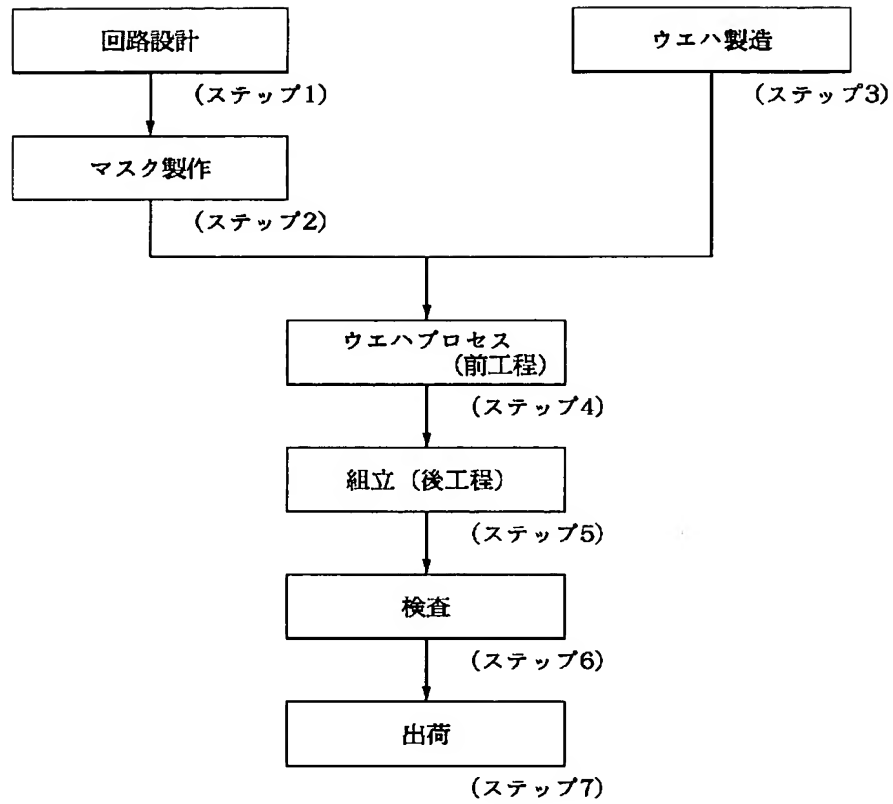 回路設計
(ステップ1)
マスク製作
(ステップ2)
ウエハ製造
(ステップ3)
ウエハプロセス
(前工程)
(ステップ4)
組立(後工程)
(ステップ5)
検査
(ステップ6)
出荷
(ステップ7)